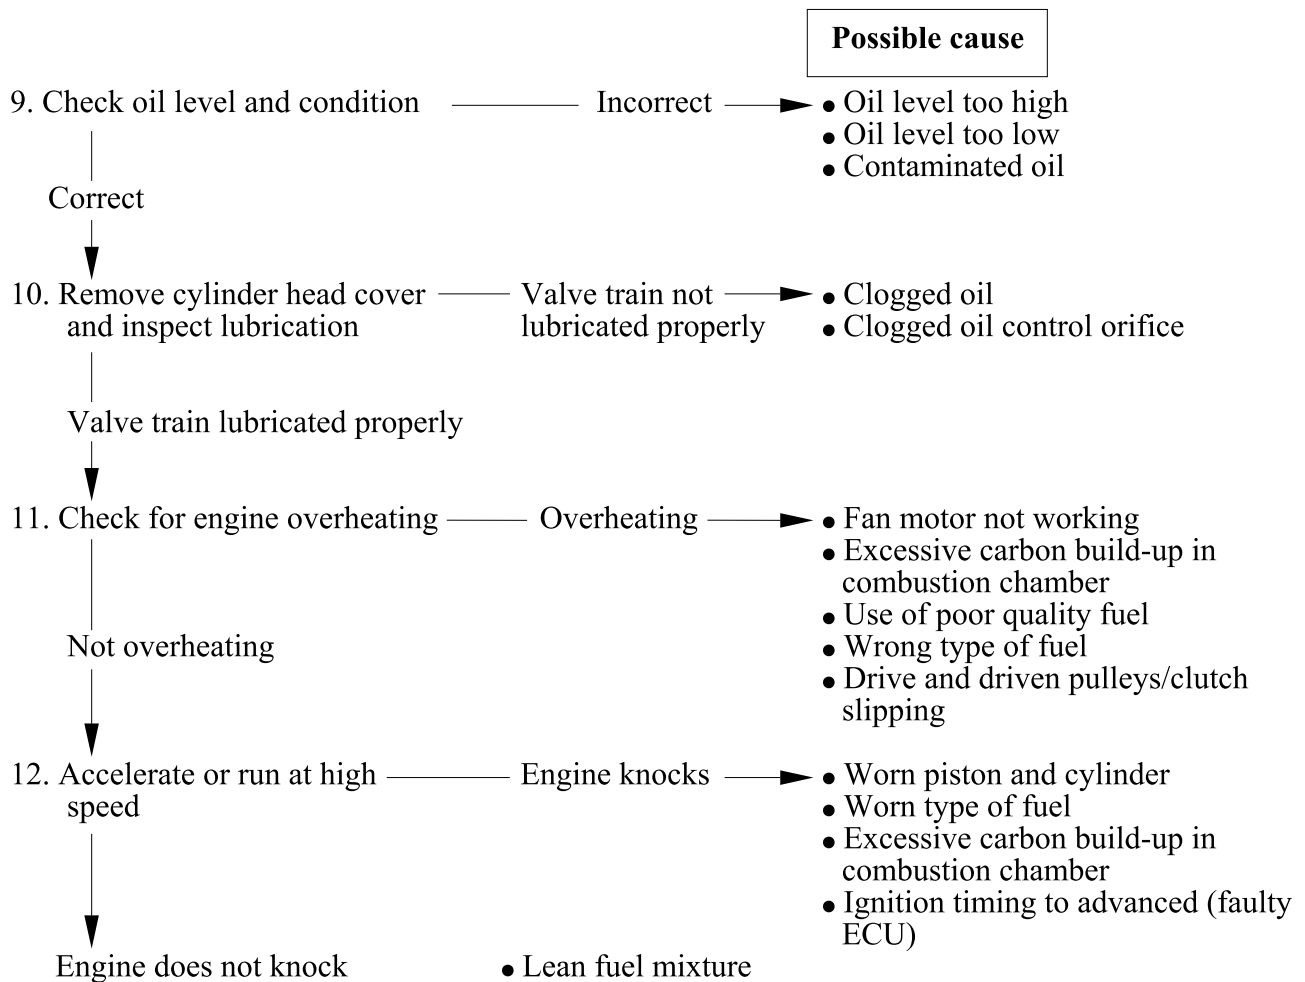 Possible cause
9. Check oil level and condition Incorrect • Oil level too high
• Oil level too low
• Contaminated oil
Correct
10. Remove cylinder head cover Valve train not • Clogged oil
and inspect lubrication lubricated properly • Clogged oil control orifice
Valve train lubricated properly
11. Check for engine overheating Overheating • Fan motor not working
• Excessive carbon build-up in
combustion chamber
• Use of poor quality fuel
Not overheating • Wrong type of fuel
• Drive and driven pulleys/clutch
slipping
12. Accelerate or run at high Engine knocks • Worn piston and cylinder
speed • Worn type of fuel
• Excessive carbon build-up in
combustion chamber
• Ignition timing to advanced (faulty
ECU)
Engine does not knock • Lean fuel mixture